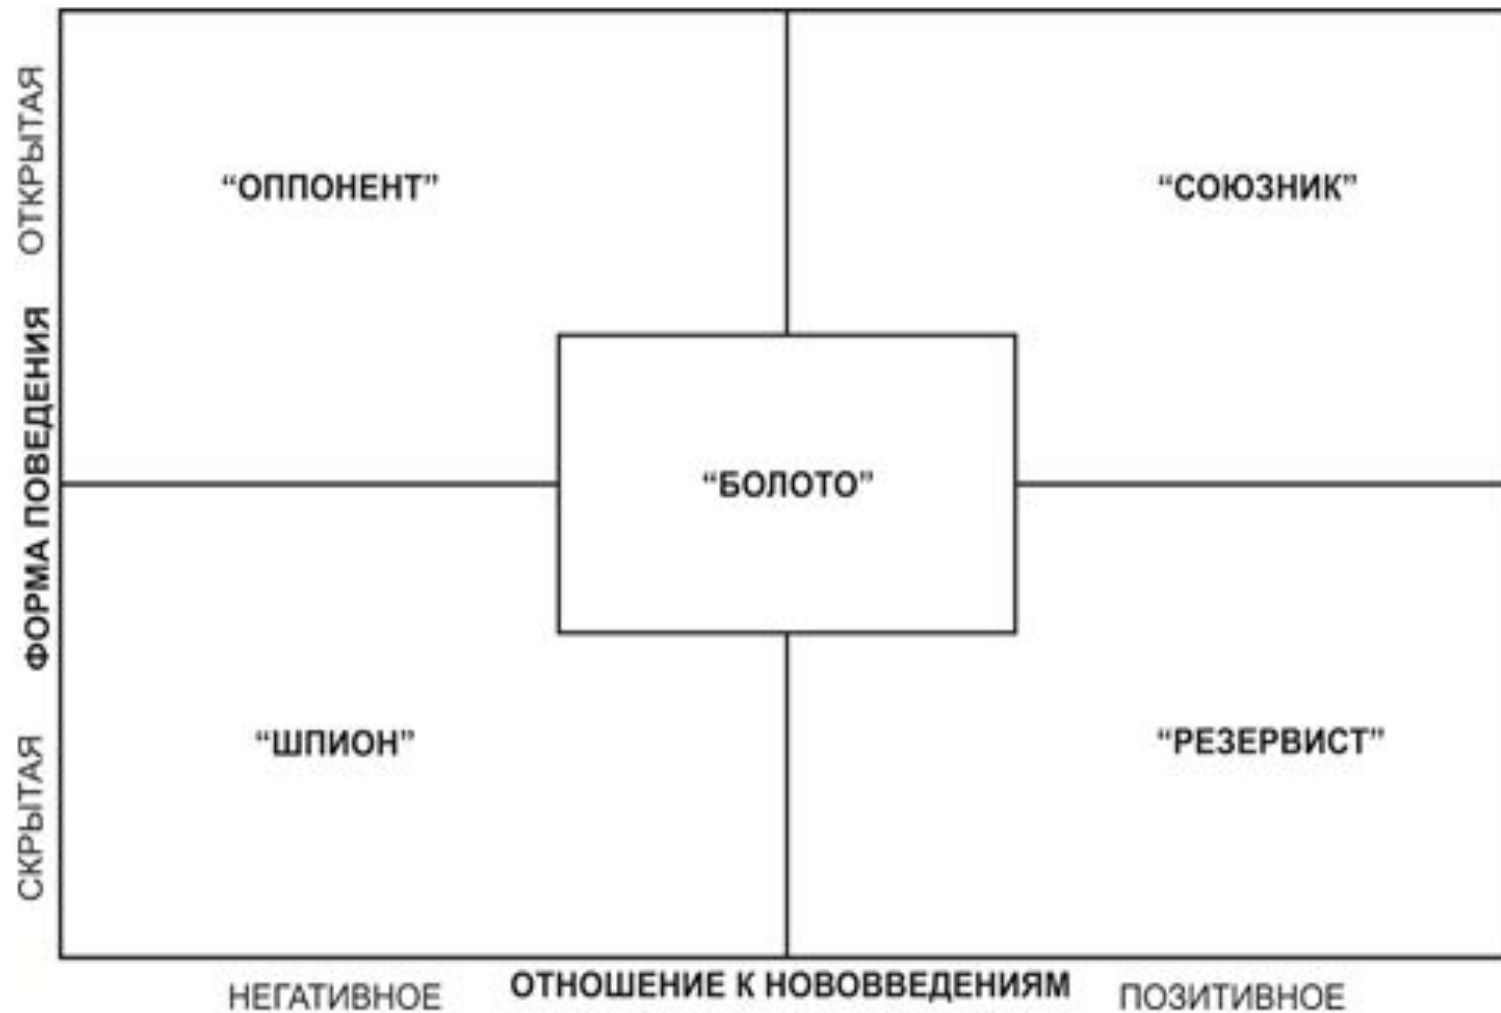 ОТКРЫТАЯ
“ОППОНЕНТ”
“СОЮЗНИК”
ФОРМА ПОВЕДЕНИЯ
“БОЛОТО”
СКРЫТАЯ
“ШПИОН”
“РЕЗЕРВИСТ”
НЕГАТИВНОЕ
ОТНОШЕНИЕ К НОВОВВЕДЕНИЯМ
ПОЗИТИВНОЕ